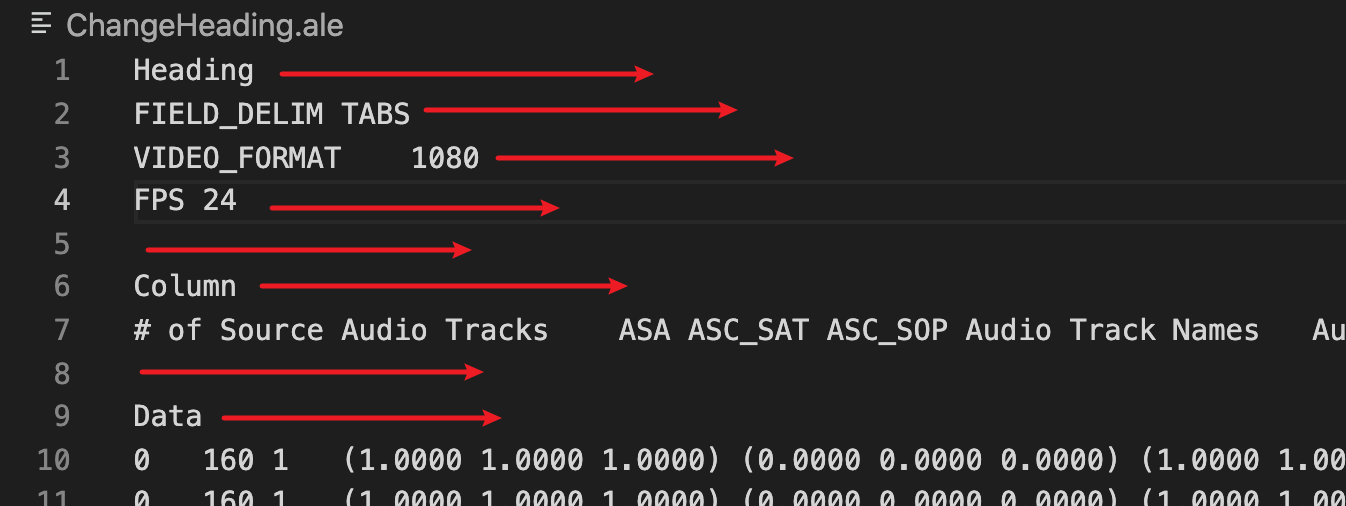 ChangeHeading.ale
1 Heading
2 FIELD_DELIM TABS
3 VIDEO_FORMAT 1080
4 FPS 24
5
6 Column
7 # of Source Audio Tracks ASA ASC_SAT ASC_SOP Audio Track Names Au
8
9 Data
10 0 160 1 (1.0000 1.0000 1.0000) (0.0000 0.0000 0.0000) (1.0000 1.00
11 0 160 1 (1.0000 1.0000 1.0000) (0.0000 0.0000 0.0000) (1.0000 1.00